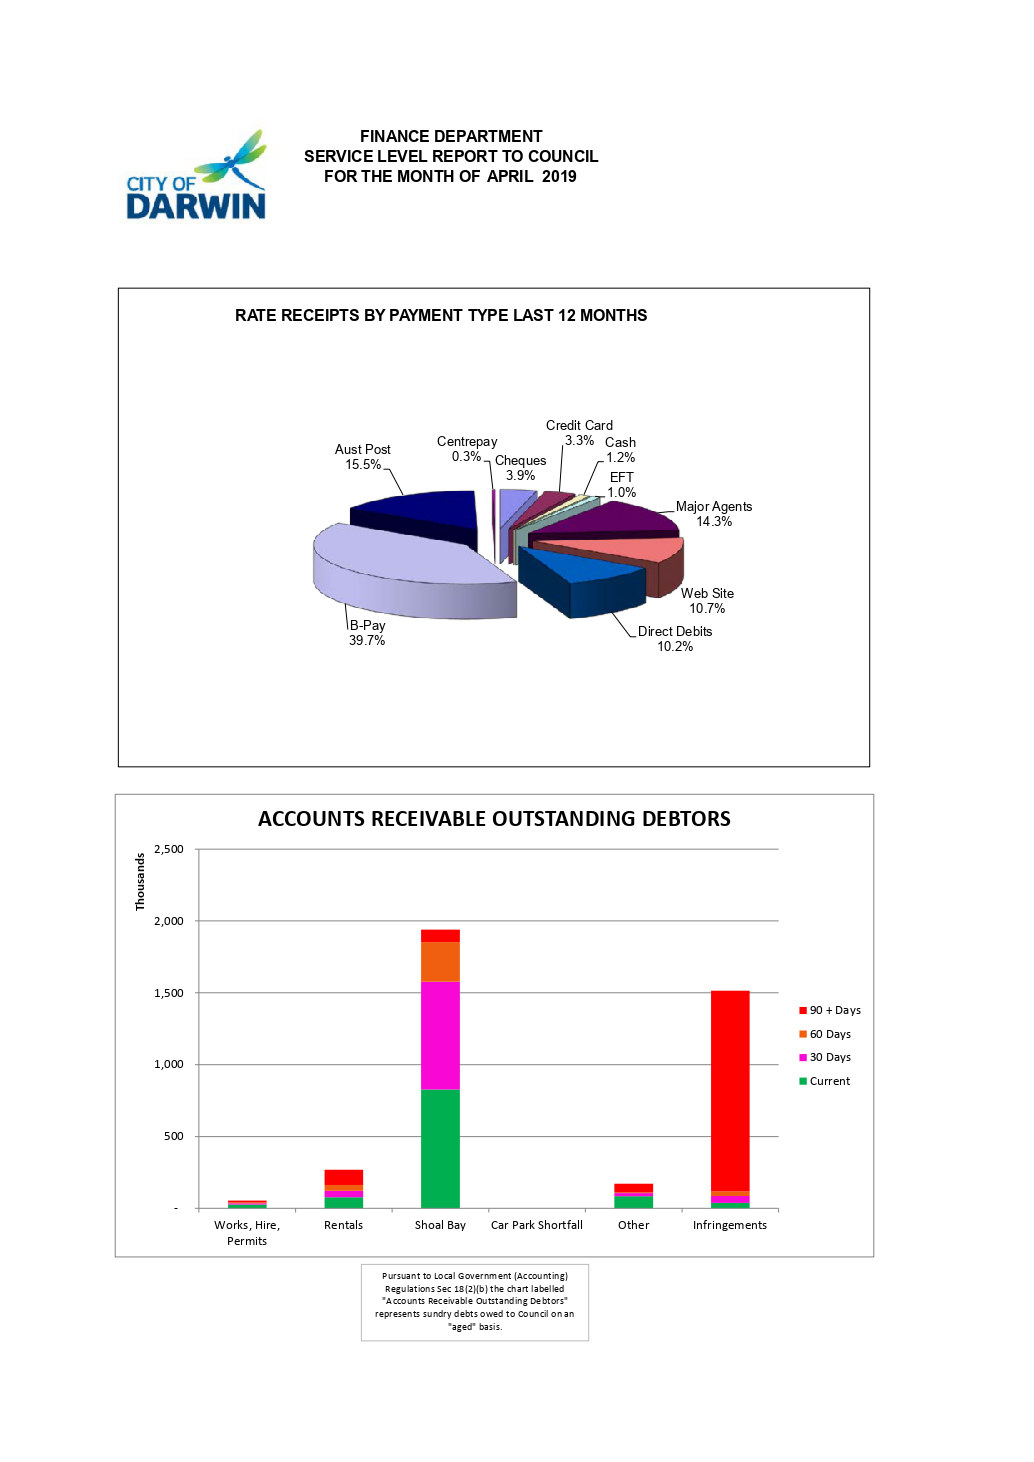 CITY OF
DARWIN
FINANCE DEPARTMENT
SERVICE LEVEL REPORT TO COUNCIL
FOR THE MONTH OF APRIL 2019
RATE RECEIPTS BY PAYMENT TYPE LAST 12 MONTHS
Credit Card
3.3%
Centrepay
0.3%
Cash
1.2%
Aust Post
15.5%
Cheques
3.9%
EFT
1.0%
Major Agents
14.3%
Web Site
10.7%
B-Pay
39.7%
Direct Debits
10.2%
ACCOUNTS RECEIVABLE OUTSTANDING DEBTORS
Thousands
2,500
2,000
1,500
1,000
500
-
90 + Days
60 Days
30 Days
Current
Works, Hire,
Permits
Rentals
Shoal Bay
Car Park Shortfall
Other
Infringements
Pursuant to Local Government (Accounting)
Regulations Sec 18(2)(b) the chart labelled
"Accounts Receivable Outstanding Debtors"
represents sundry debts owed to Council on an
"aged" basis.